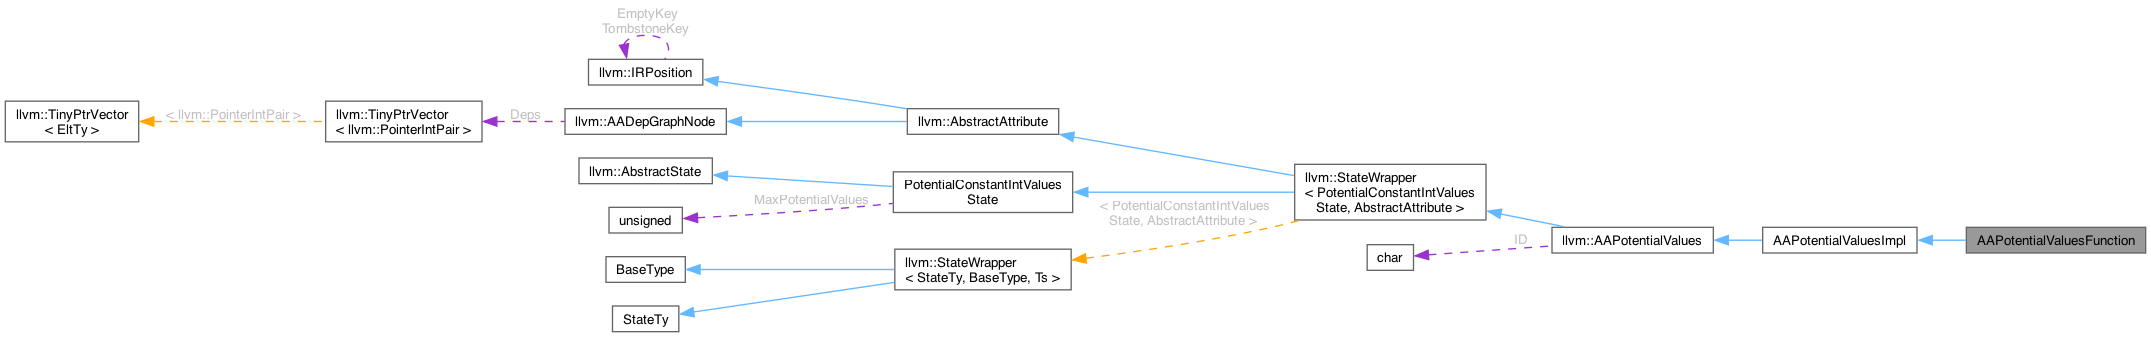 EmptyKey
TombstoneKey
llvm::IRPosition
llvm::TinyPtrVector
< EltTy >
< llvm::PointerIntPair >
llvm::TinyPtrVector
< llvm::PointerIntPair >
Deps
llvm::AADepGraphNode
llvm::AbstractAttribute
llvm::AbstractState
PotentialConstantIntValues
State
MaxPotentialValues
unsigned
llvm::StateWrapper
< PotentialConstantIntValues
State, AbstractAttribute >
< PotentialConstantIntValues
State, AbstractAttribute >
BaseType
llvm::StateWrapper
< StateTy, BaseType, Ts >
StateTy
char
ID
llvm::AAPotentialValues
AAPotentialValuesImpl
AAPotentialValuesFunction